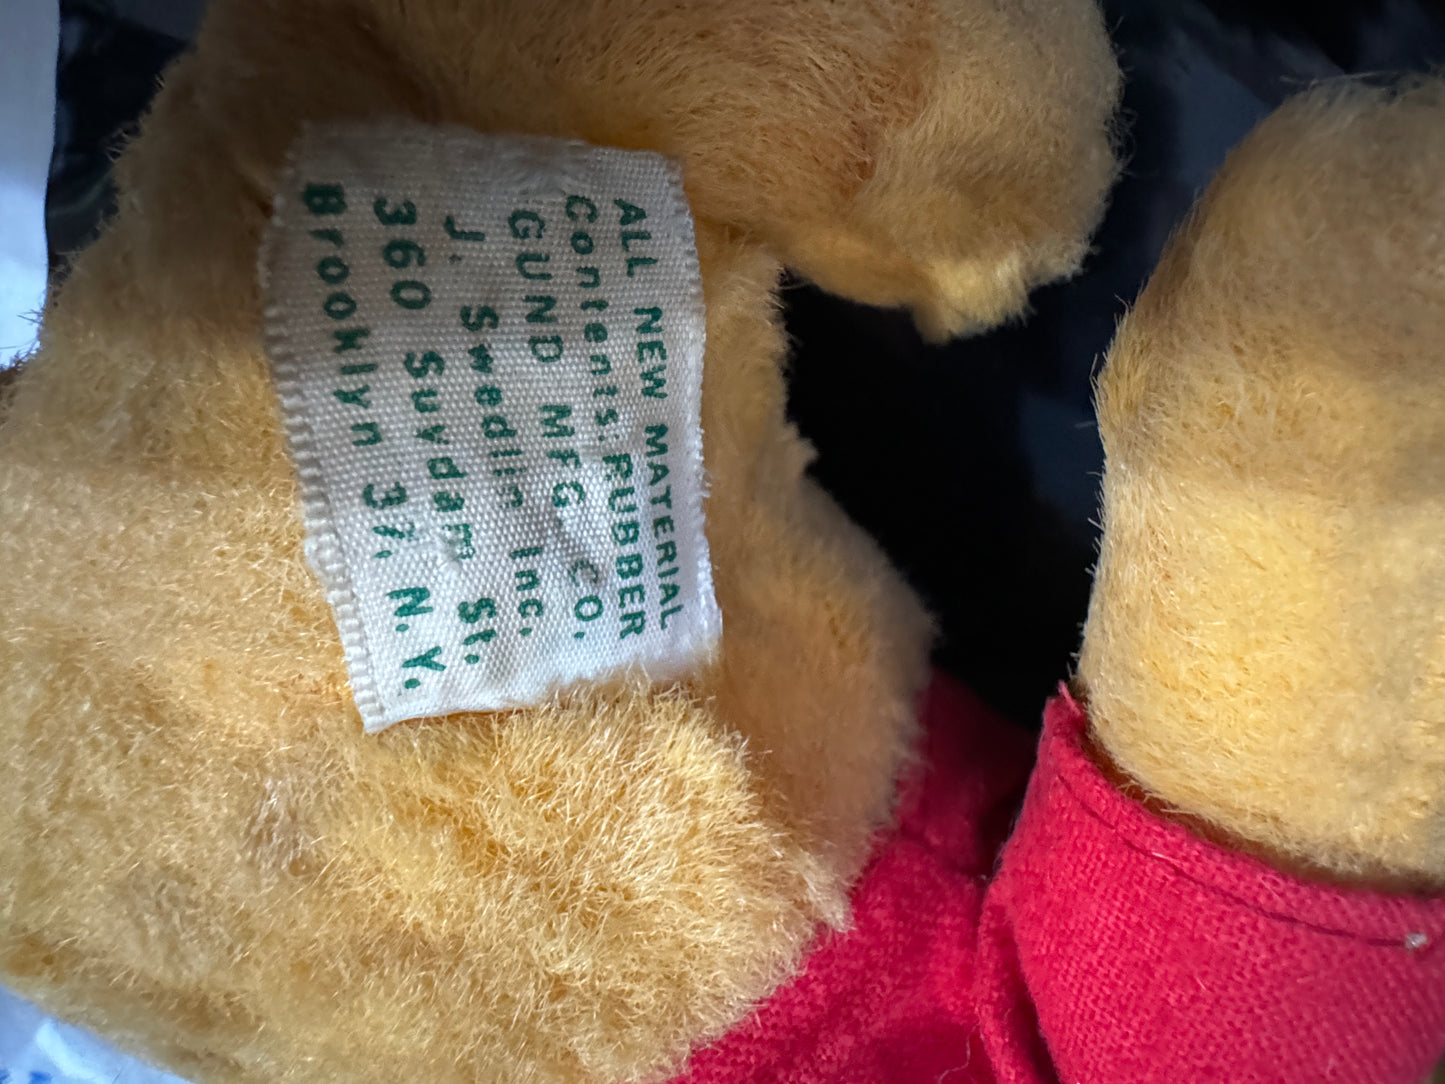 ALL NEW MATERIAL
Contents: RUBBER
GUND MFG CO.
J. Swedlin Inc.
360 Suydam St.
Brooklyn 37, N.Y.